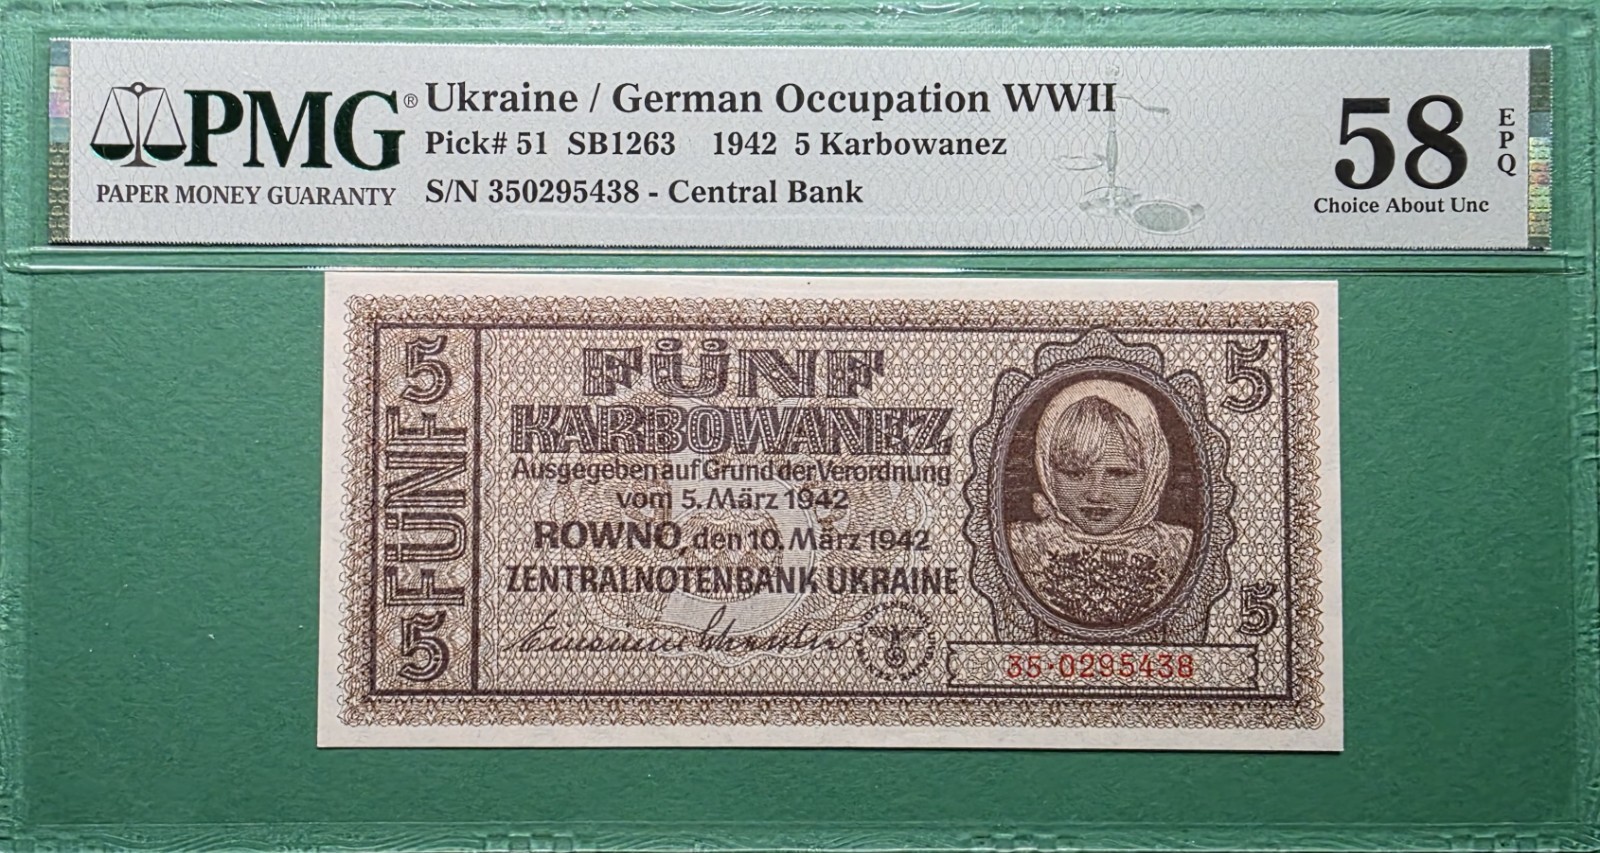 PMG® Ukraine / German Occupation WWII
Pick# 51 SB1263 1942 5 Karbowanez
PAPER MONEY GUARANTY
S/N 350295438 - Central Bank
58
EPQ
Choice About Unc
5
FÜNF
5
FÜNF
KARBOWANEZ
Ausgegeben auf Grund der Verordnung
vom 5. März 1942
ROWNO, den 10. März 1942
ZENTRALNOTENBANK UKRAINE
5
5
35·0295438